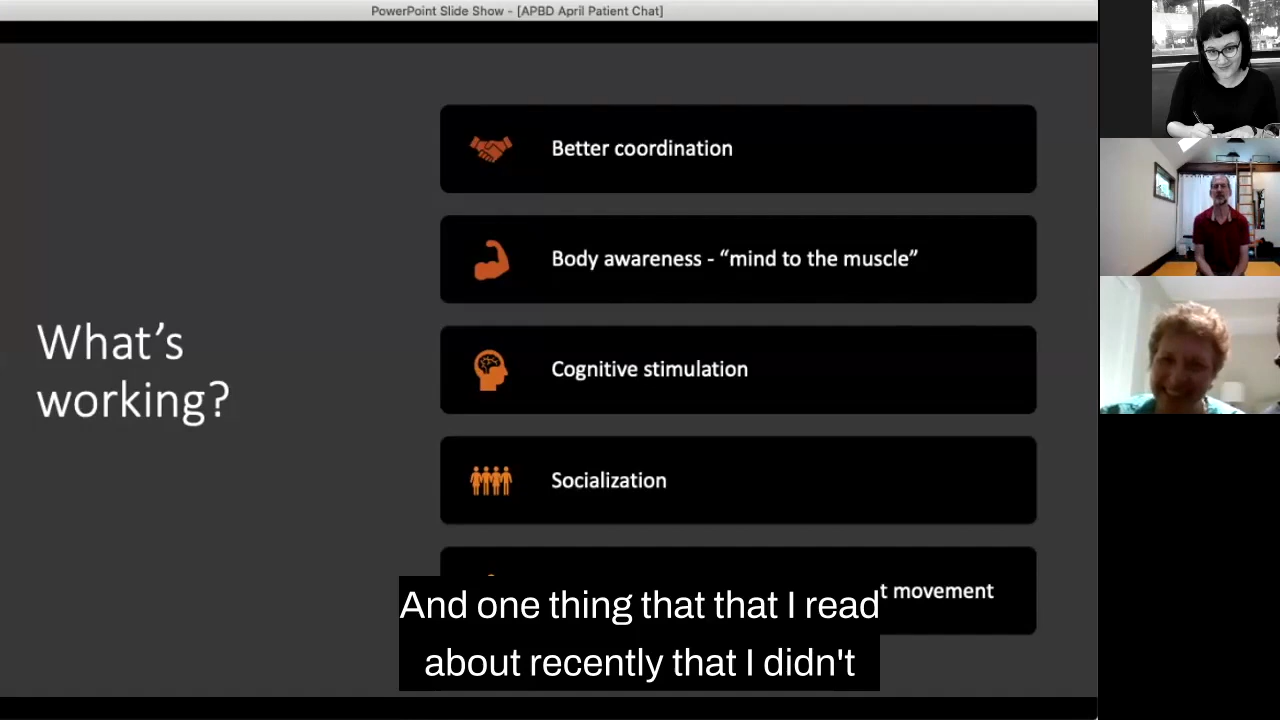 PowerPoint Slide Show - [APBD April Patient Chat]
What's
working?
Better coordination
Body awareness - “mind to the muscle”
Cognitive stimulation
Socialization
t movement
And one thing that that I read
about recently that I didn't